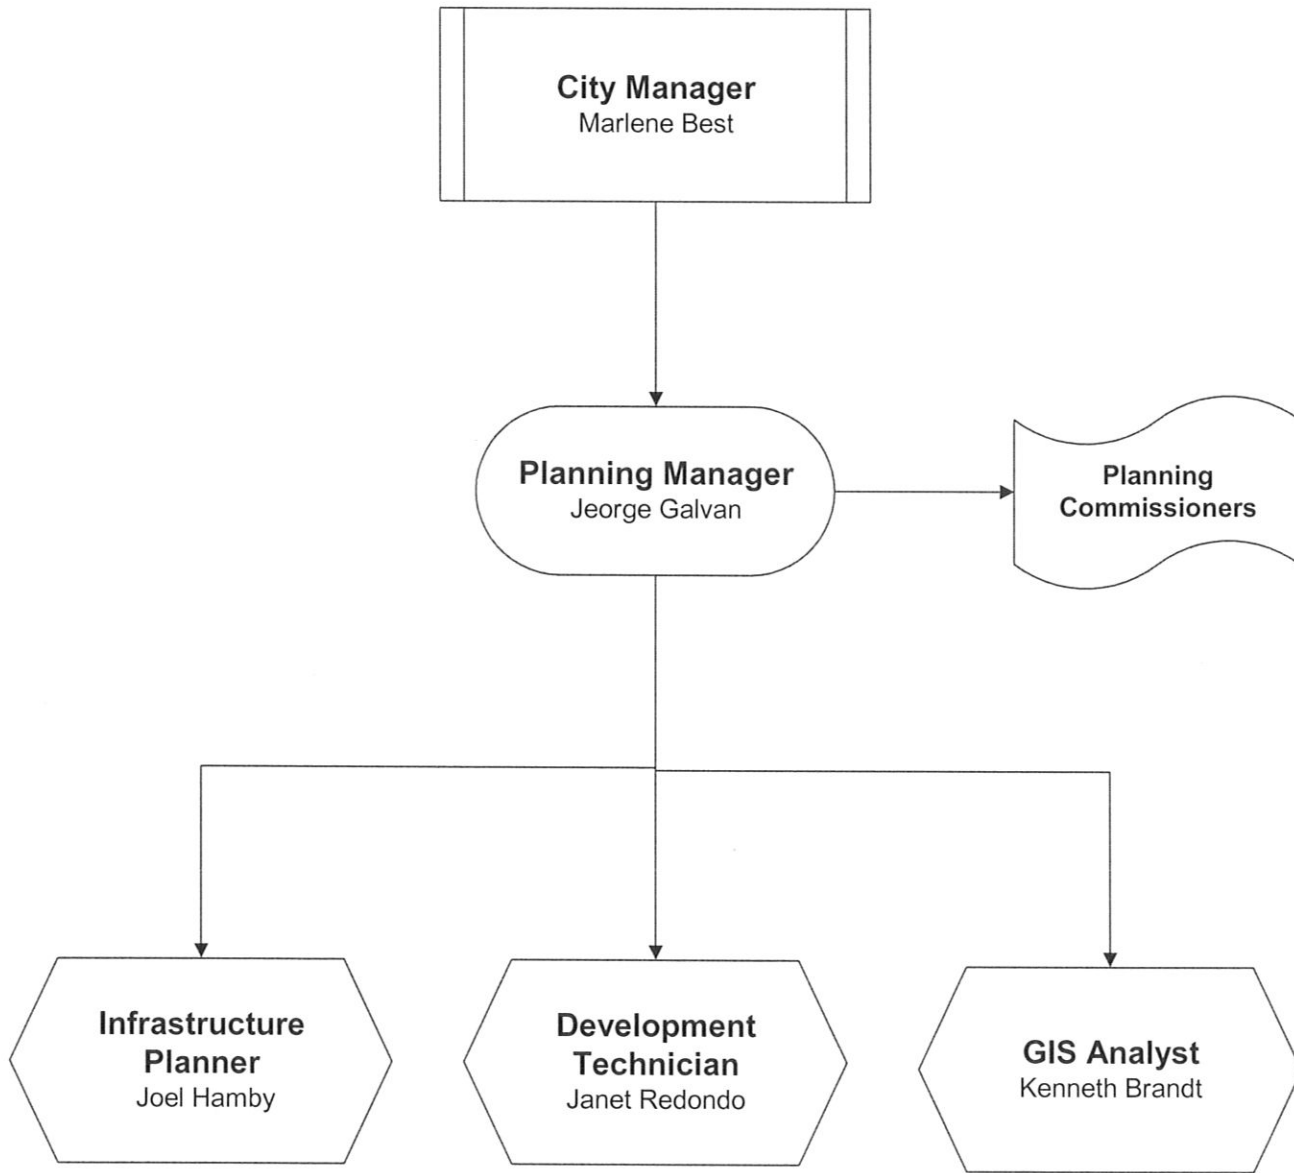 City Manager
Marlene Best
Planning Manager
Jeorge Galvan
Planning
Commissioners
Infrastructure
Planner
Joel Hamby
Development
Technician
Janet Redondo
GIS Analyst
Kenneth Brandt